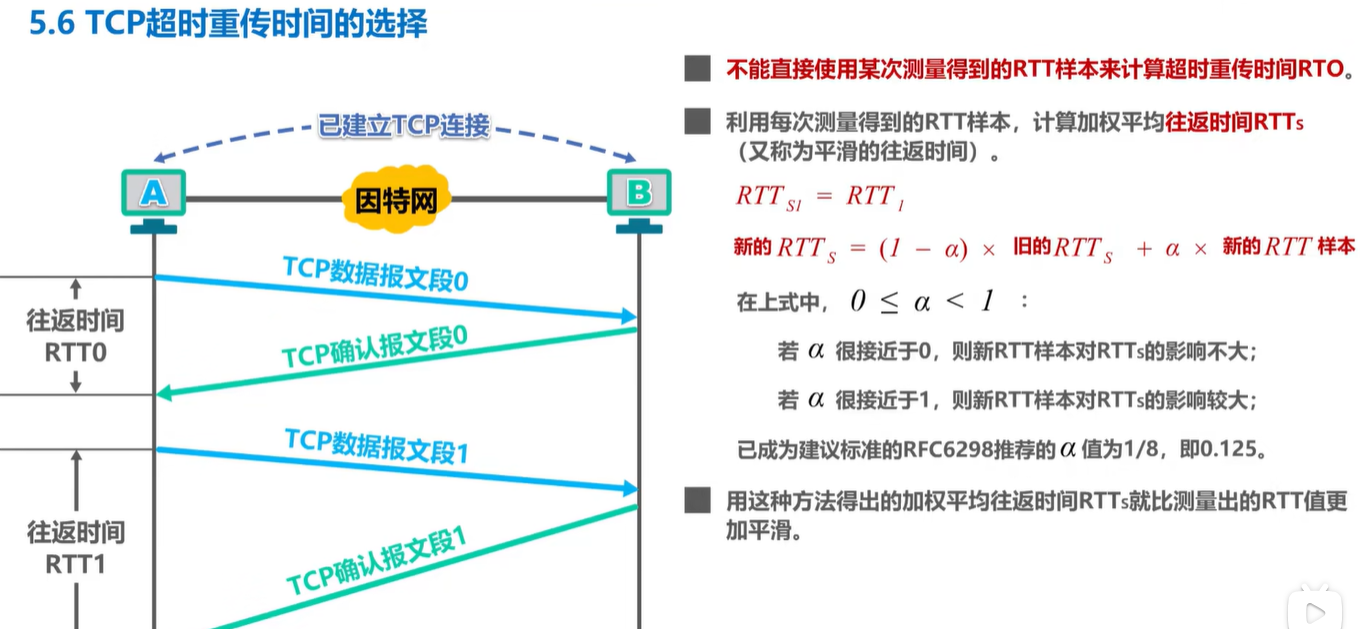 5.6 TCP超时重传时间的选择
已建立TCP连接
A
因特网
B
TCP数据报文段0
往返时间
RTT0
TCP确认报文段0
TCP数据报文段1
往返时间
RTT1
TCP确认报文段1
不能直接使用某次测量得到的RTT样本来计算超时重传时间RTO。
利用每次测量得到的RTT样本，计算加权平均往返时间RTTs
（又称为平滑的往返时间）。
RTT S1 = RTT 1
新的 RTT S = (1 − α) × 旧的RTT S + α × 新的RTT 样本
在上式中， 0 ≤ α < 1 ：
若 α 很接近于0，则新RTT样本对RTTs的影响不大；
若 α 很接近于1，则新RTT样本对RTTs的影响较大；
已成为建议标准的RFC6298推荐的 α 值为1/8，即0.125。
用这种方法得出的加权平均往返时间RTTs就比测量出的RTT值更
加平滑。